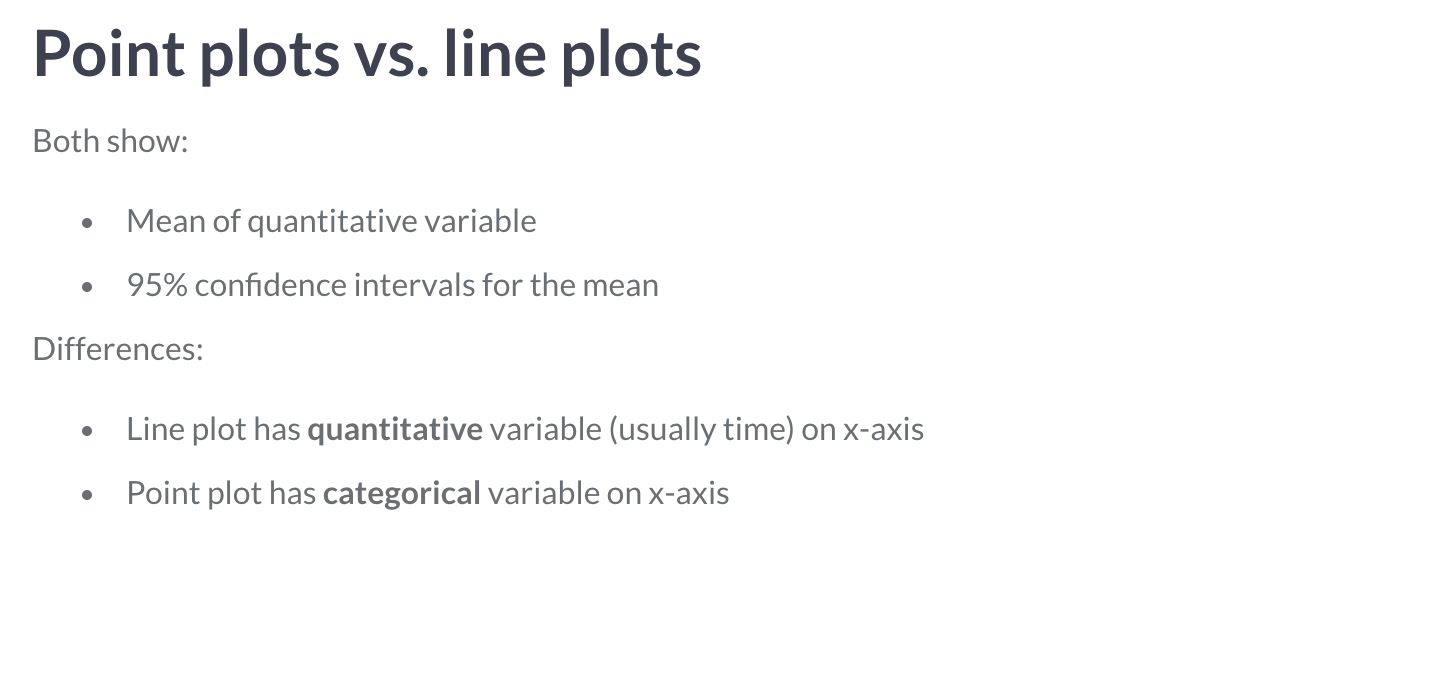 Point plots vs. line plots
Both show:
• Mean of quantitative variable
• 95% confidence intervals for the mean
Differences:
• Line plot has quantitative variable (usually time) on x-axis
• Point plot has categorical variable on x-axis